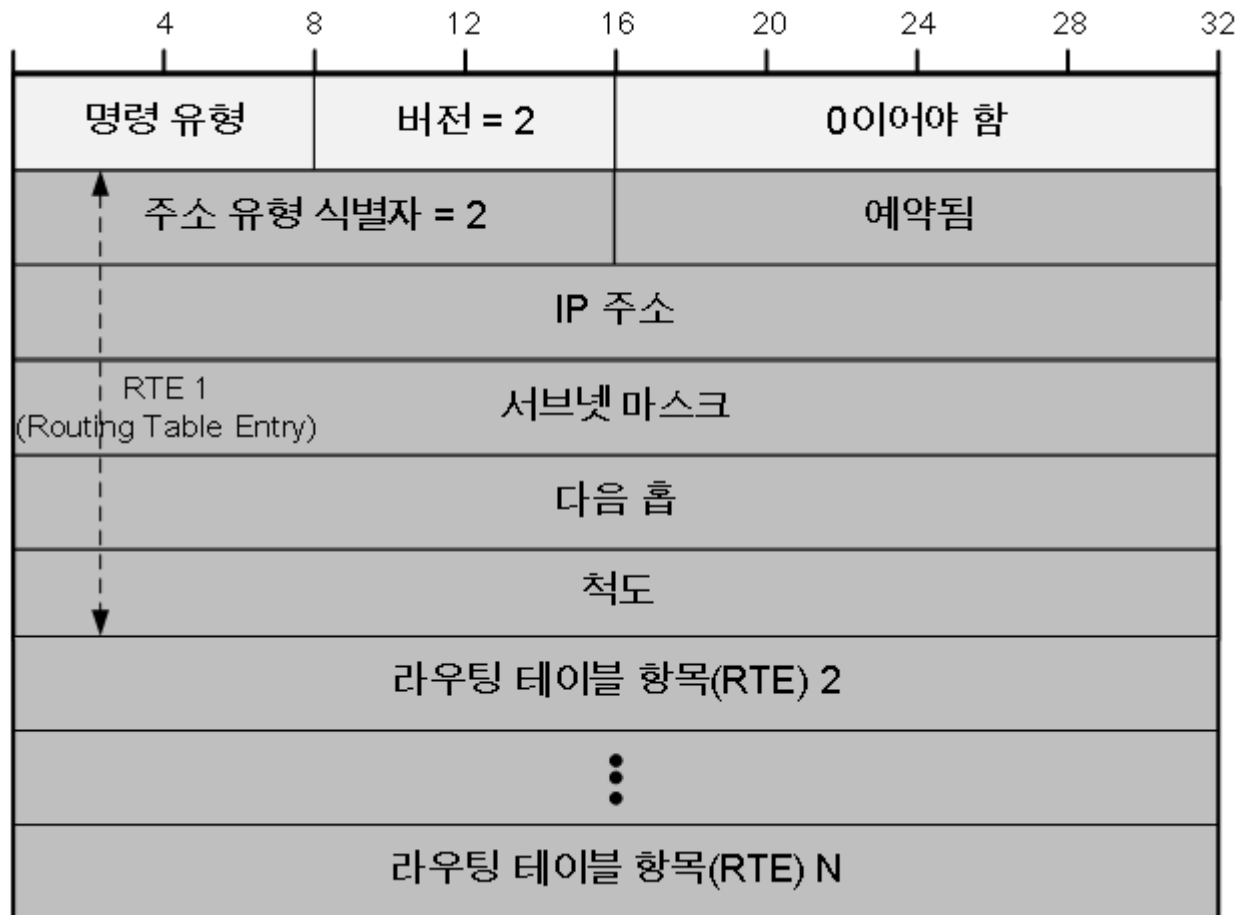 4 8 12 16 20 24 28 32
명령 유형 버전 = 2 0이어야 함
주소 유형 식별자 = 2 예약됨
IP 주소
RTE 1
(Routing Table Entry)
서브넷 마스크
다음 홉
척도
라우팅 테이블 항목(RTE) 2
라우팅 테이블 항목(RTE) N